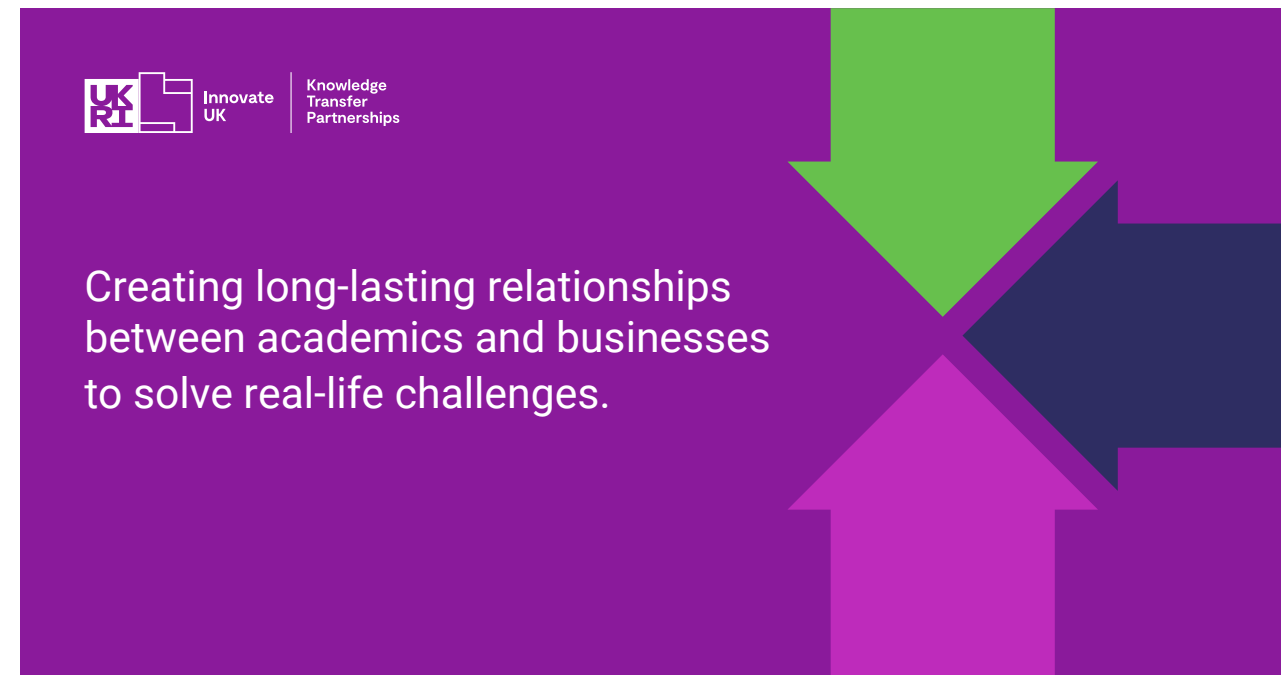 UK
RI
Innovate
UK
Knowledge
Transfer
Partnerships
Creating long-lasting relationships
between academics and businesses
to solve real-life challenges.